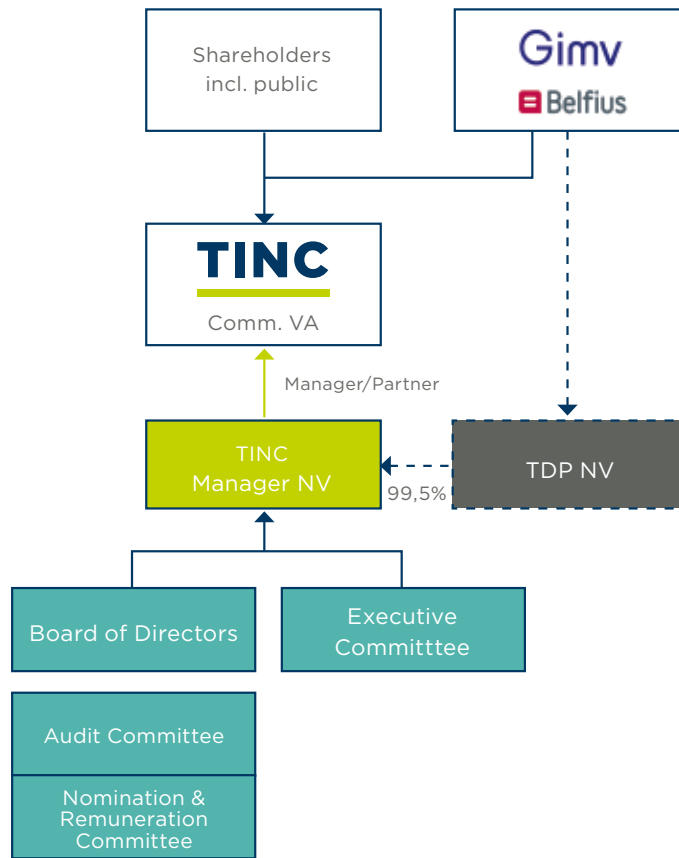 Shareholders
incl. public
Gimv
Belfius
TINC
Comm. VA
Manager/Partner
TINC
Manager NV
99,5%
TDP NV
Board of Directors
Executive
Committtee
Audit Committee
Nomination &
Remuneration
Committee